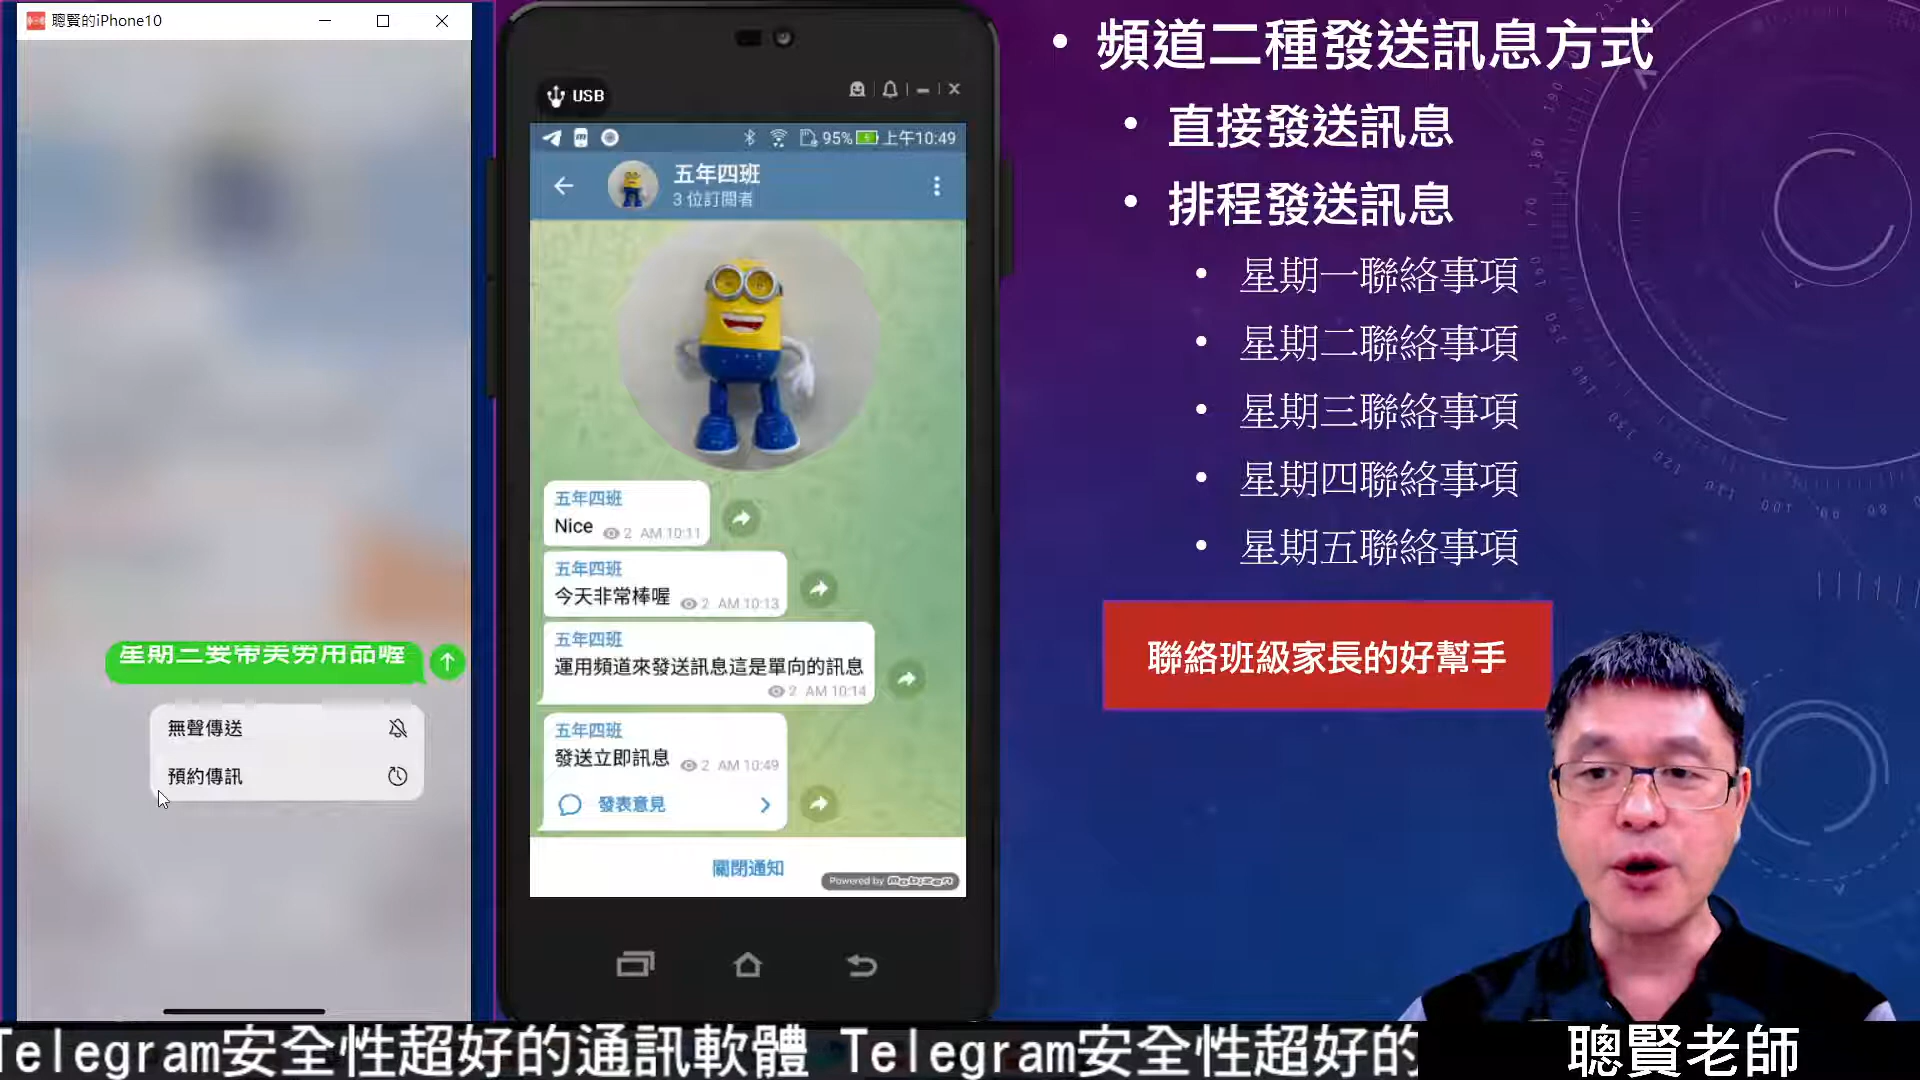 聰賢的iPhone10
星期二要帶美勞用品喔
無聲傳送
預約傳訊
USB
95%
上午10:49
五年四班
3 位訂閱者
五年四班
Nice
2 AM 10:11
五年四班
今天非常棒喔
2 AM 10:13
五年四班
運用頻道來發送訊息這是單向的訊息
2 AM 10:14
五年四班
發送立即訊息
2 AM 10:49
發表意見
關閉通知
Powered by Mobizen
• 頻道二種發送訊息方式
• 直接發送訊息
• 排程發送訊息
• 星期一聯絡事項
• 星期二聯絡事項
• 星期三聯絡事項
• 星期四聯絡事項
• 星期五聯絡事項
聯絡班級家長的好幫手
Telegram安全性超好的通訊軟體 Telegram安全性超好的
聰賢老師